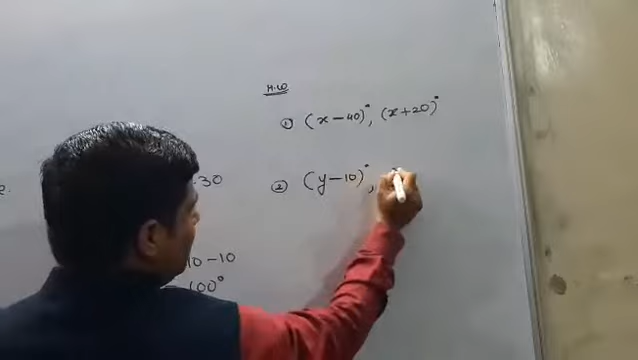 H.W
① (x-40)°, (x+20)°
② (y-10)°,
30
10-10
100°